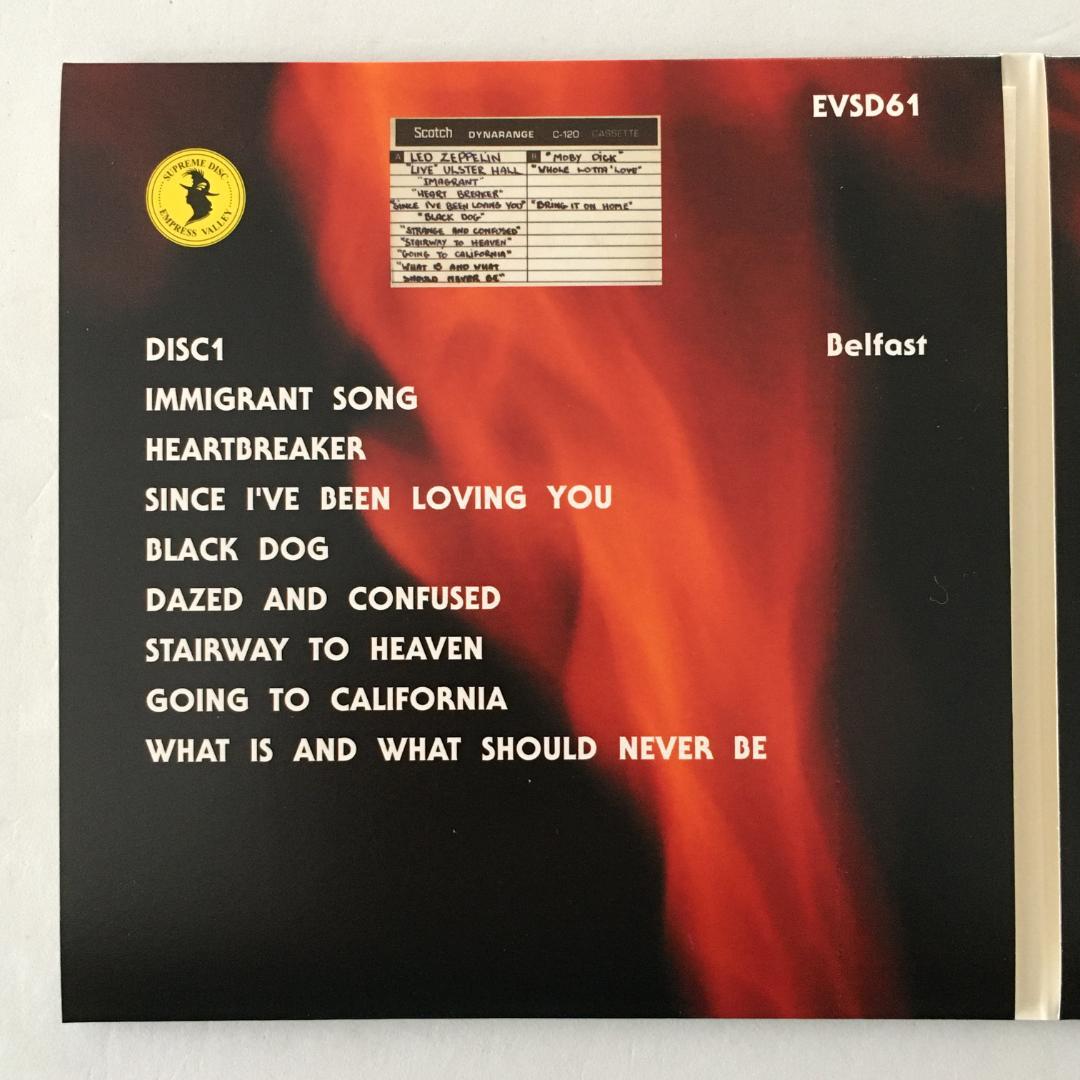 EVSD61
SUPREME DISC
EMPRESS VALLEY
Scotch DYNARANGE C-120 CASSETTE
A LED ZEPPELIN
"LIVE" ULSTER HALL
"IMAGRANT"
"HEART BREAKER"
"SINCE I'VE BEEN LOVING YOU"
"BLACK DOG"
"STRANGE AND CONFUSED"
"STAIRWAY TO HEAVEN"
"GOING TO CALIFORNIA"
"WHAT IS AND WHAT
SHOULD NEVER BE"
B "MOBY DICK"
"WHOLE LOTTA LOVE"
"BRING IT ON HOME"
Belfast
DISC1
IMMIGRANT SONG
HEARTBREAKER
SINCE I'VE BEEN LOVING YOU
BLACK DOG
DAZED AND CONFUSED
STAIRWAY TO HEAVEN
GOING TO CALIFORNIA
WHAT IS AND WHAT SHOULD NEVER BE